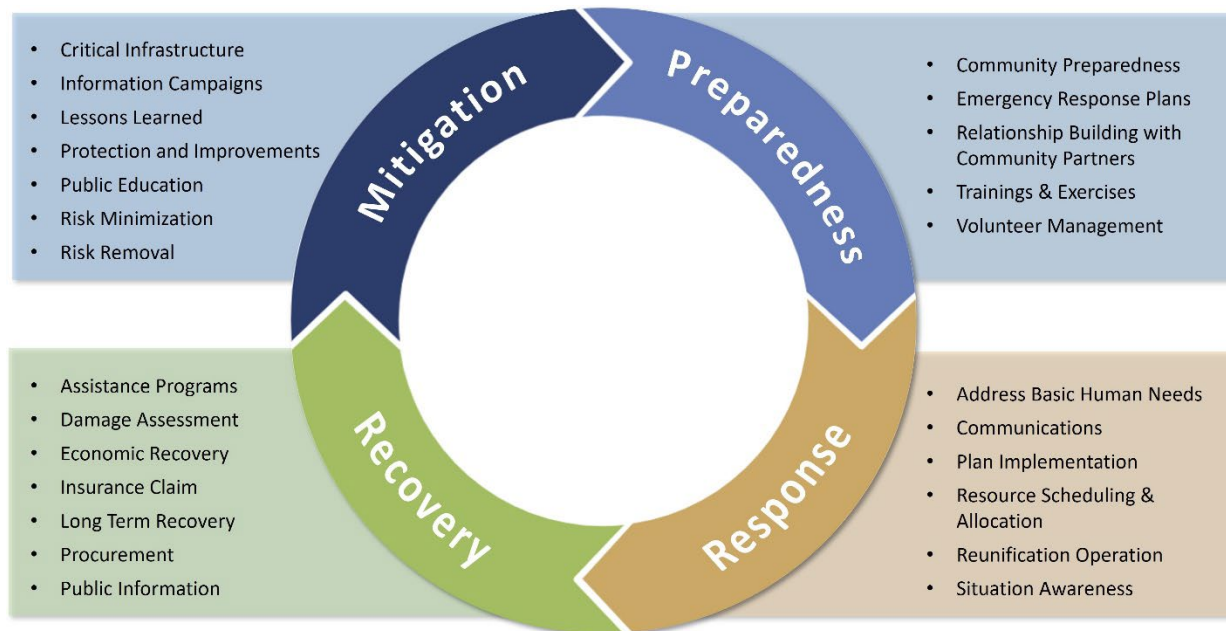 Mitigation
• Critical Infrastructure
• Information Campaigns
• Lessons Learned
• Protection and Improvements
• Public Education
• Risk Minimization
• Risk Removal
Preparedness
• Community Preparedness
• Emergency Response Plans
• Relationship Building with
Community Partners
• Trainings & Exercises
• Volunteer Management
Response
• Address Basic Human Needs
• Communications
• Plan Implementation
• Resource Scheduling &
Allocation
• Reunification Operation
• Situation Awareness
Recovery
• Assistance Programs
• Damage Assessment
• Economic Recovery
• Insurance Claim
• Long Term Recovery
• Procurement
• Public Information